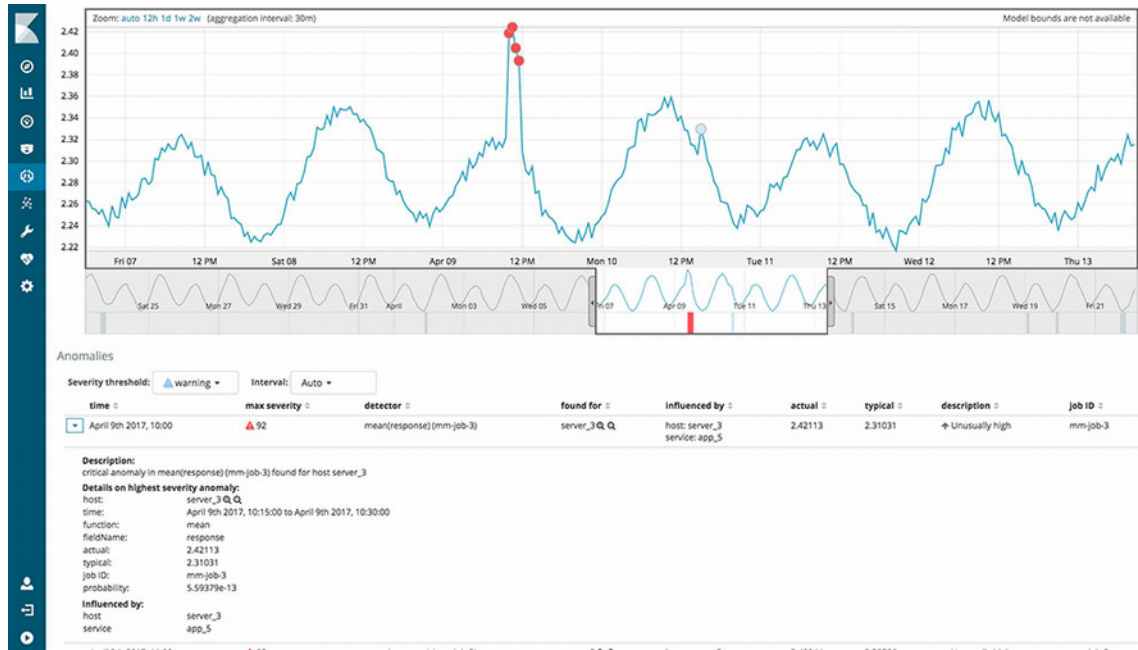 Zoom: auto 12h 1d 1w 2w (aggregation interval: 30m) Model bounds are not available
2.42
2.40
2.38
2.36
2.34
2.32
2.30
2.28
2.26
2.24
2.22
Fri 07 12 PM Sat 08 12 PM Apr 09 12 PM Mon 10 12 PM Tue 11 12 PM Wed 12 12 PM Thu 13
Sat 25 Mon 27 Wed 29 Fri 31 April Mon 03 Wed 05 Fri 07 Apr 09 Tue 11 Thu 13 Sat 15 Mon 17 Wed 19 Fri 21
Anomalies
Severity threshold: warning Interval: Auto
time max severity detector found for influenced by actual typical description job ID
April 9th 2017, 10:00 92 mean(response) (mm-job-3) server_3 host: server_3 2.42113 2.31031 Unusually high mm-job-3
service: app_5
Description:
critical anomaly in mean(response) (mm-job-3) found for host server_3
Details on highest severity anomaly:
host: server_3
time: April 9th 2017, 10:15:00 to April 9th 2017, 10:30:00
function: mean
fieldName: response
actual: 2.42113
typical: 2.31031
job ID: mm-job-3
probability: 5.59379e-13
Influenced by:
host server_3
service app_5